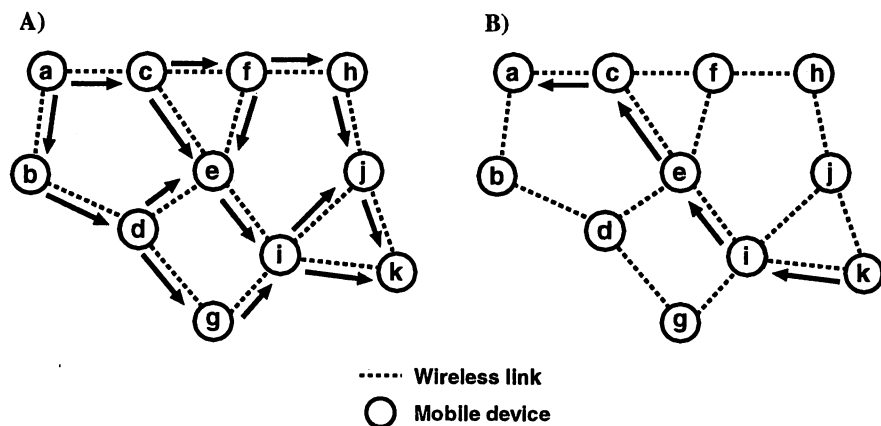 A)
B)
a c f h
a c f h
b e j
b e j
d i k
d i k
g
g
Wireless link
Mobile device